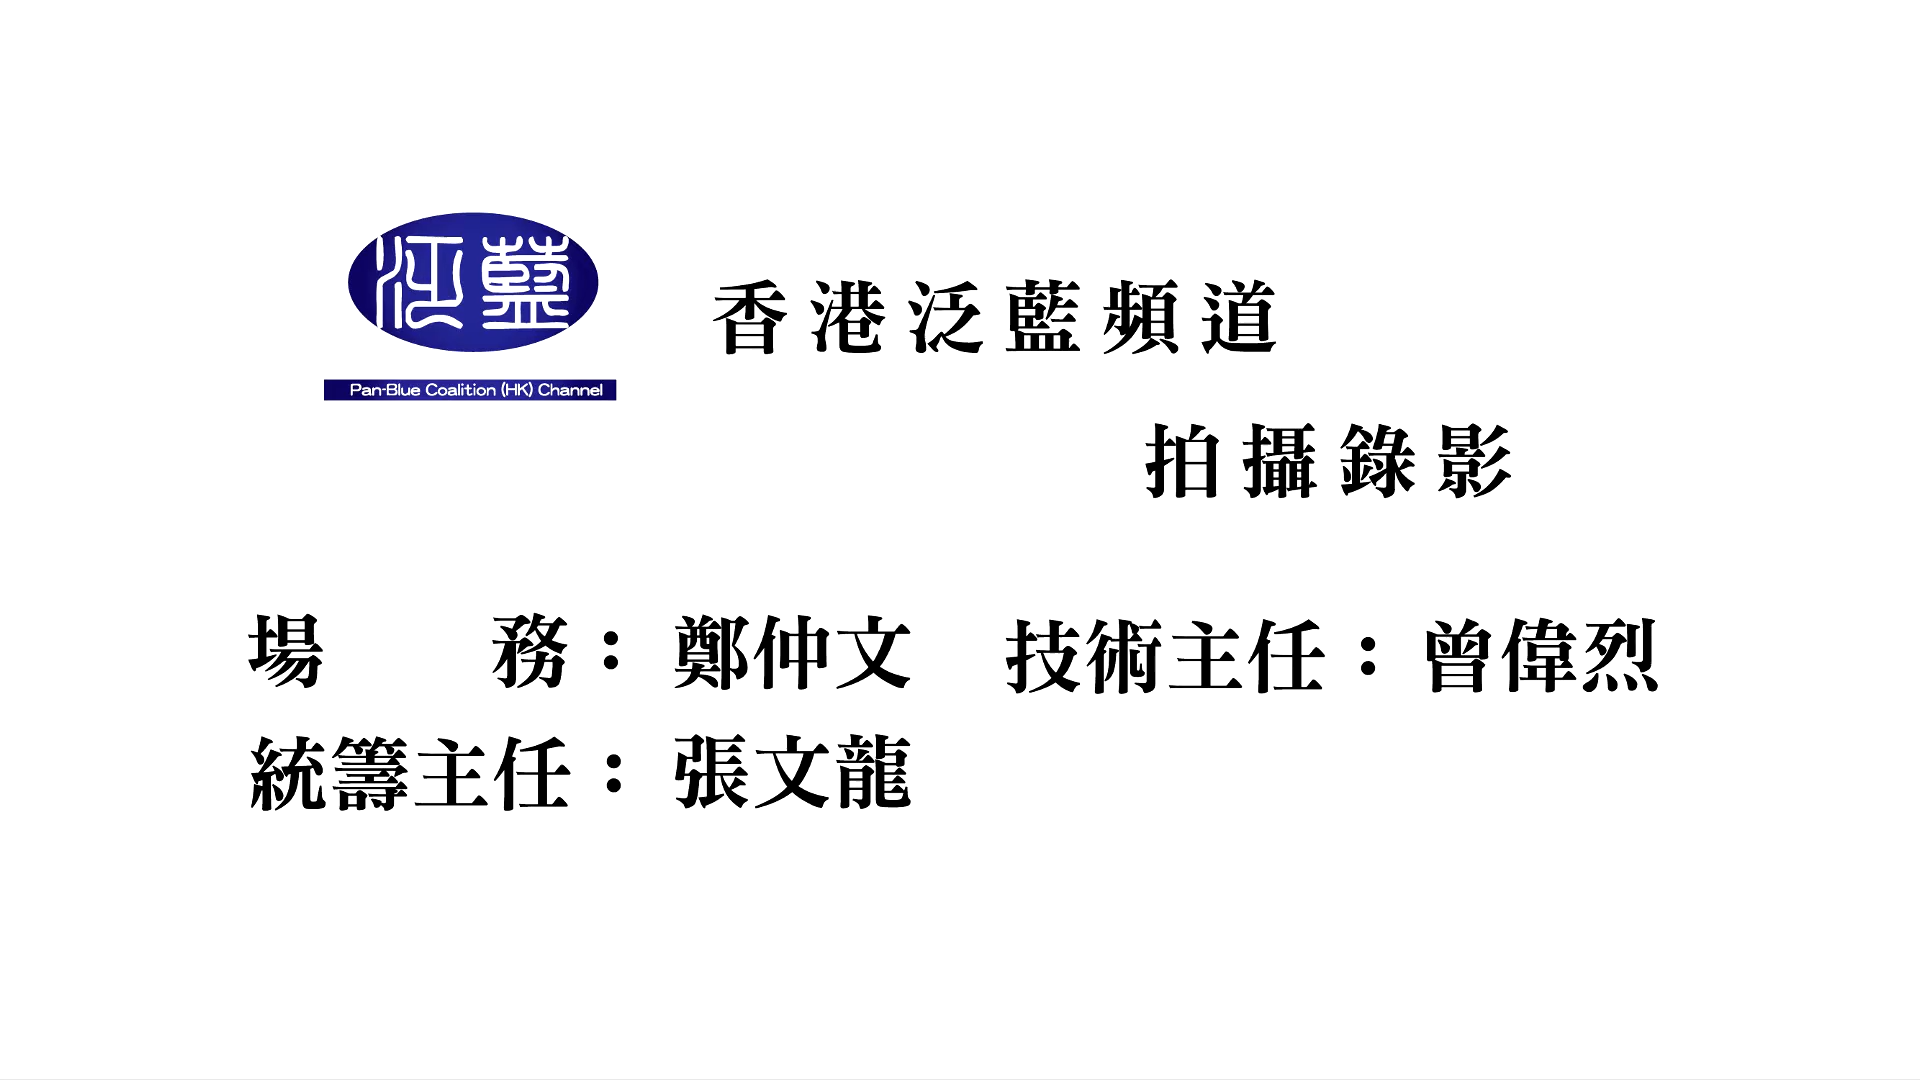 泛藍
Pan-Blue Coalition (HK) Channel
香港泛藍頻道
拍攝錄影
場　　務：鄭仲文　技術主任：曾偉烈
統籌主任：張文龍